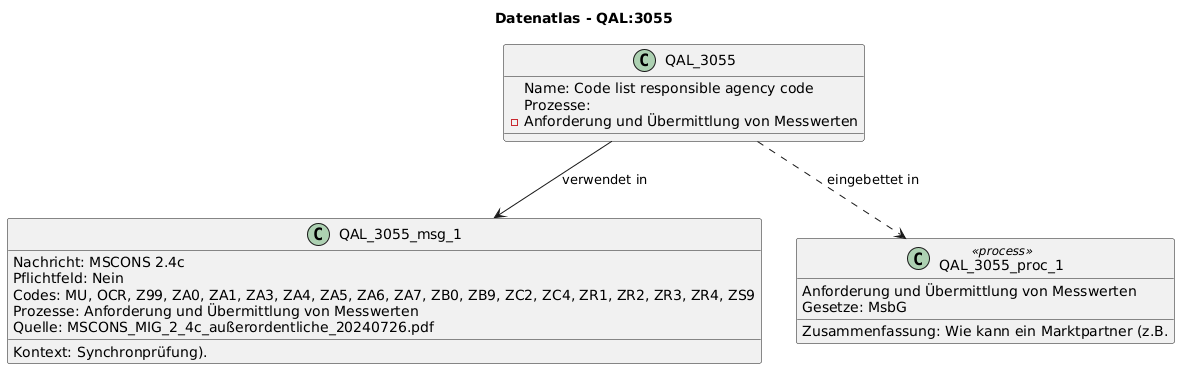 Datenatlas - QAL:3055
C QAL_3055
Name: Code list responsible agency code
Prozesse:
Anforderung und Übermittlung von Messwerten
verwendet in
eingebettet in
C QAL_3055_msg_1
Nachricht: MSCONS 2.4c
Pflichtfeld: Nein
Codes: MU, OCR, Z99, ZA0, ZA1, ZA3, ZA4, ZA5, ZA6, ZA7, ZB0, ZB9, ZC2, ZC4, ZR1, ZR2, ZR3, ZR4, ZS9
Prozesse: Anforderung und Übermittlung von Messwerten
Quelle: MSCONS_MIG_2_4c_außerordentliche_20240726.pdf
Kontext: Synchronprüfung).
«process»
C QAL_3055_proc_1
Anforderung und Übermittlung von Messwerten
Gesetze: MsbG
Zusammenfassung: Wie kann ein Marktpartner (z.B.